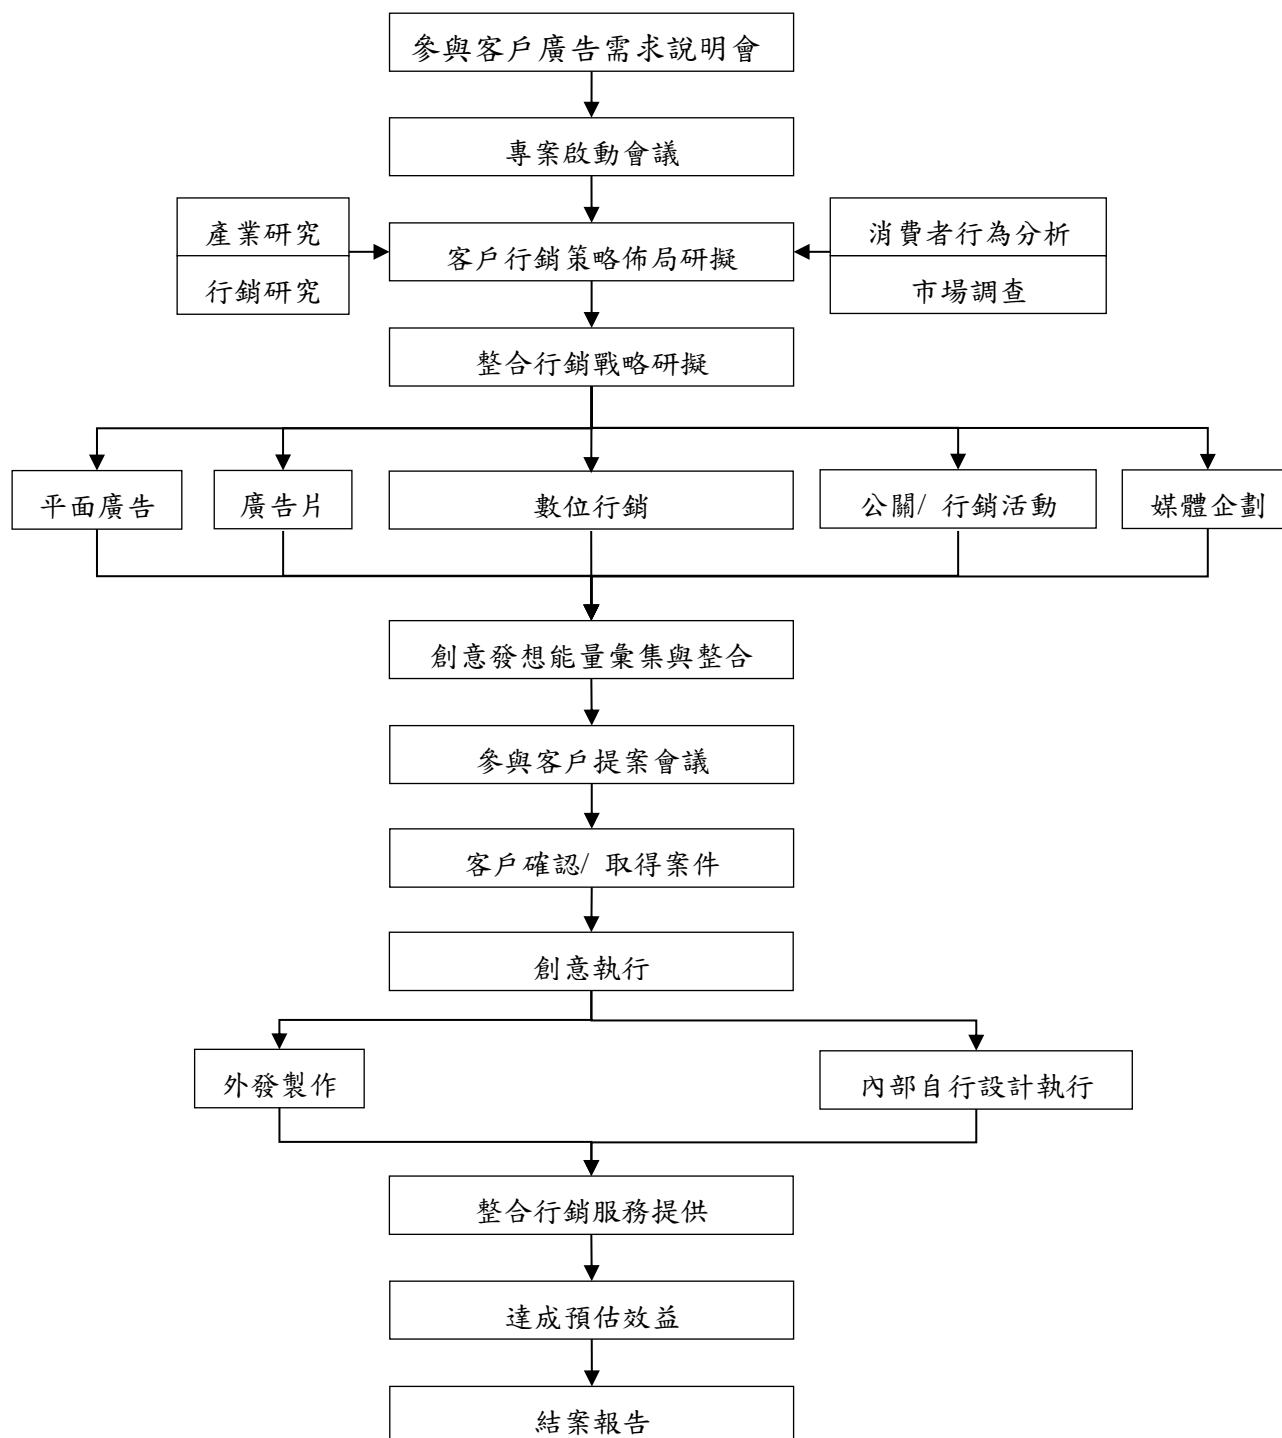 參與客戶廣告需求說明會
專案啟動會議
產業研究
行銷研究
客戶行銷策略佈局研擬
消費者行為分析
市場調查
整合行銷戰略研擬
平面廣告
廣告片
數位行銷
公關/ 行銷活動
媒體企劃
創意發想能量彙集與整合
參與客戶提案會議
客戶確認/ 取得案件
創意執行
外發製作
內部自行設計執行
整合行銷服務提供
達成預估效益
結案報告